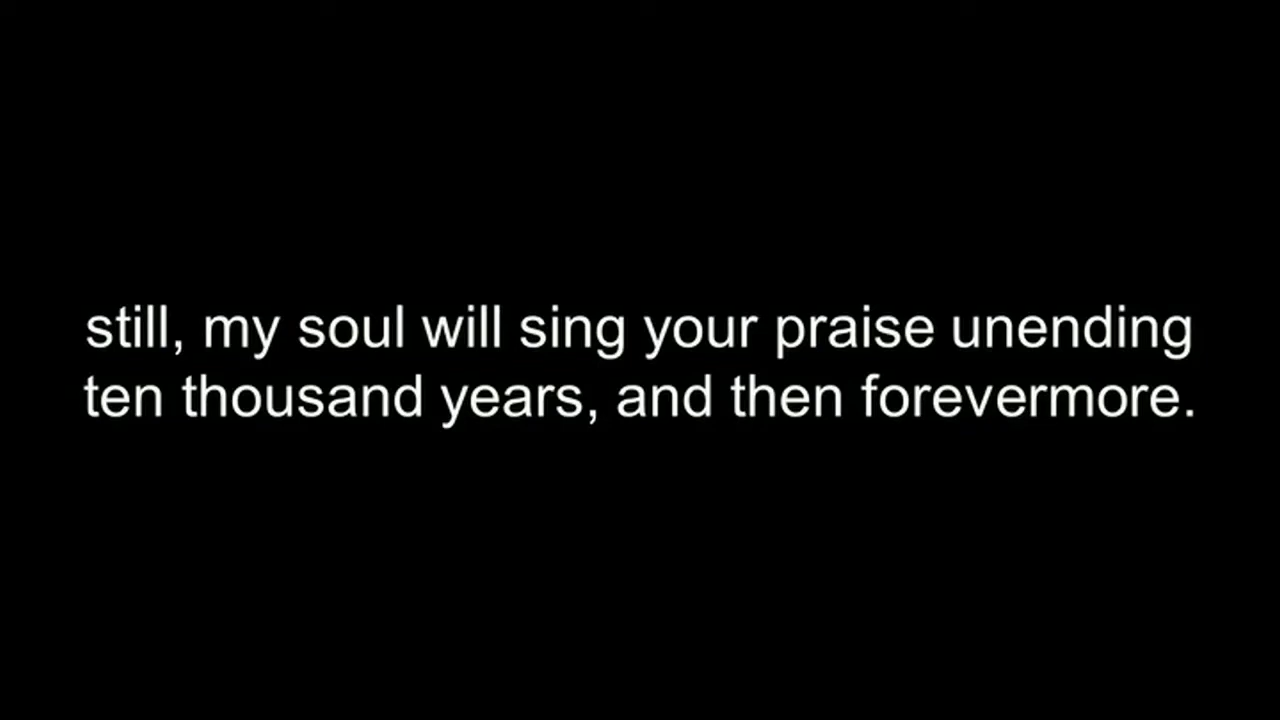 still, my soul will sing your praise unending
ten thousand years, and then forevermore.